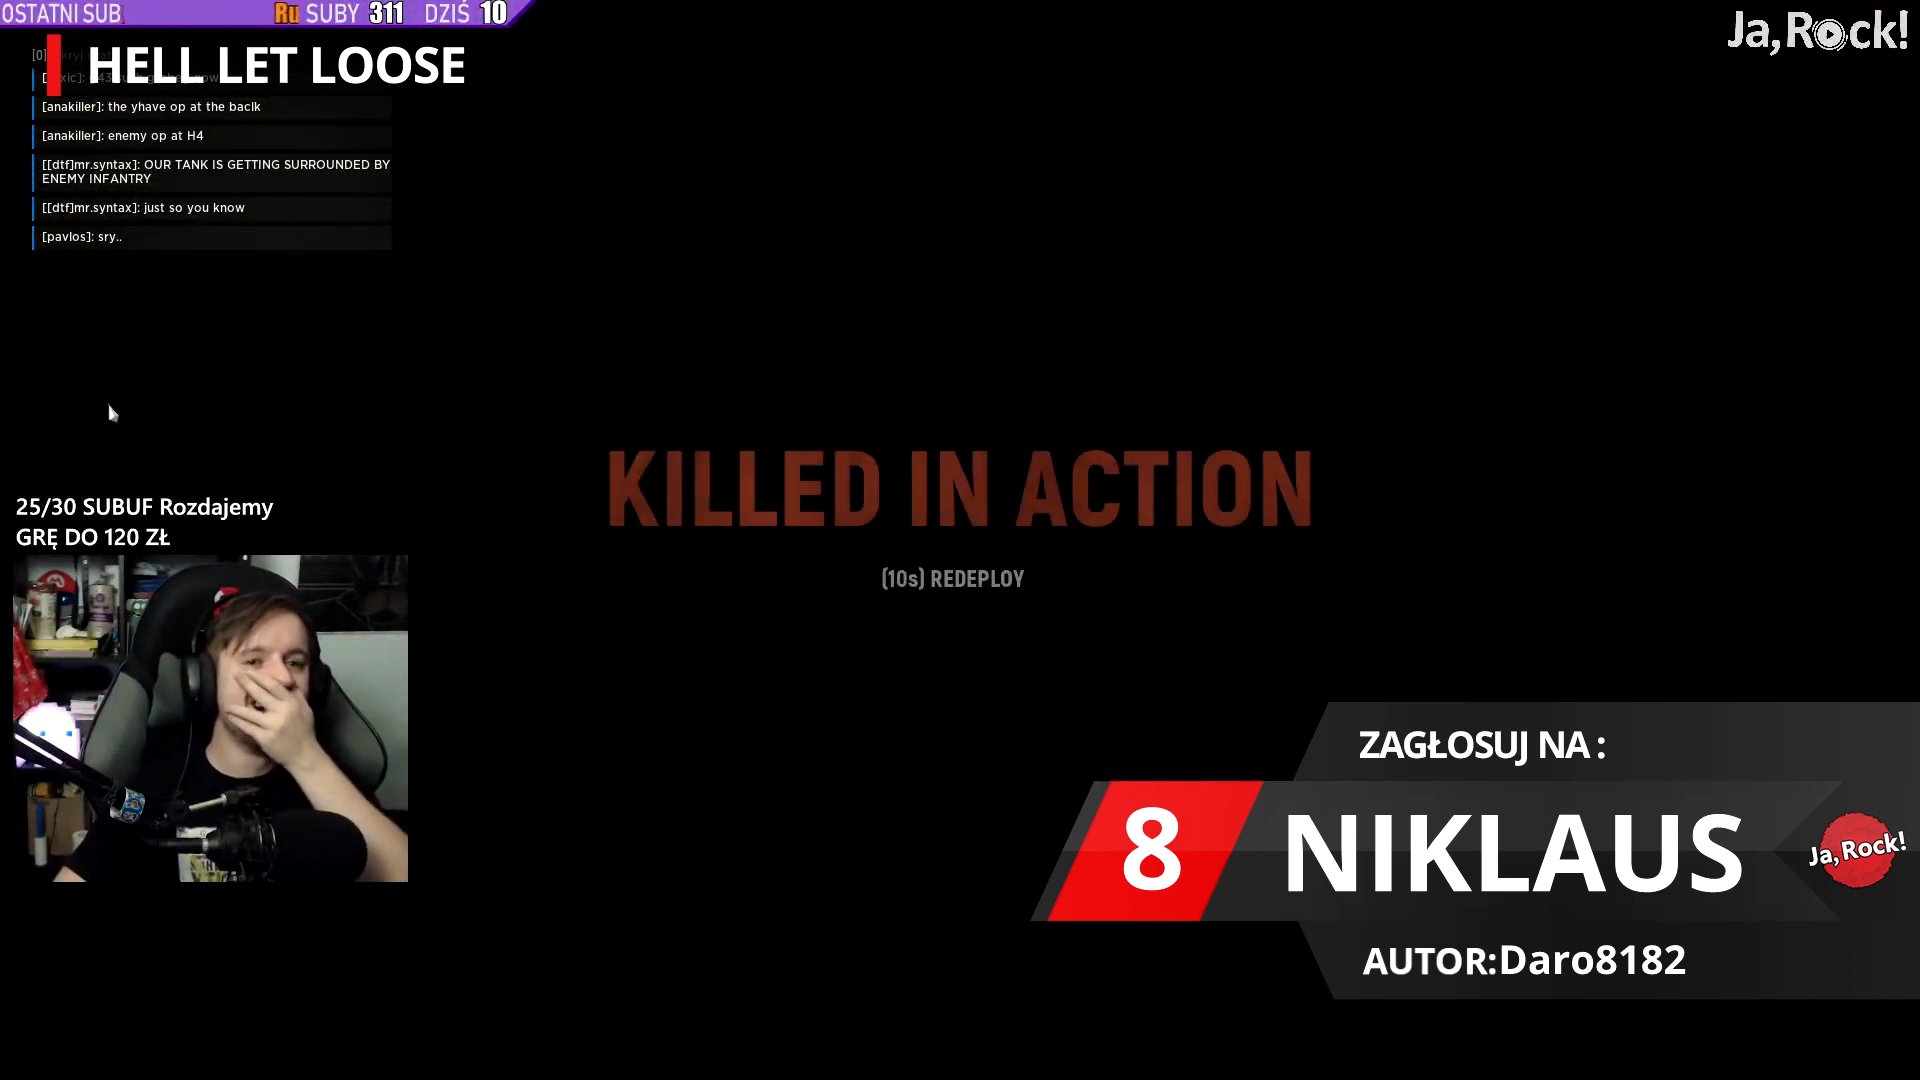 OSTATNI SUB
SUBY 311 DZIŚ 10
Ja,Rock!
HELL LET LOOSE
[anakiller]: the yhave op at the baclk
[anakiller]: enemy op at H4
[[dtf]mr.syntax]: OUR TANK IS GETTING SURROUNDED BY
ENEMY INFANTRY
[[dtf]mr.syntax]: just so you know
[pavlos]: sry..
KILLED IN ACTION
(10s) REDEPLOY
25/30 SUBUF Rozdajemy
GRĘ DO 120 ZŁ
ZAGŁOSUJ NA :
8 NIKLAUS
Ja,Rock!
AUTOR:Daro8182